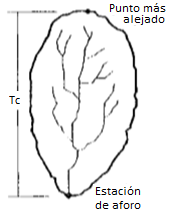 Punto más
alejado
Tc
Estación
de aforo